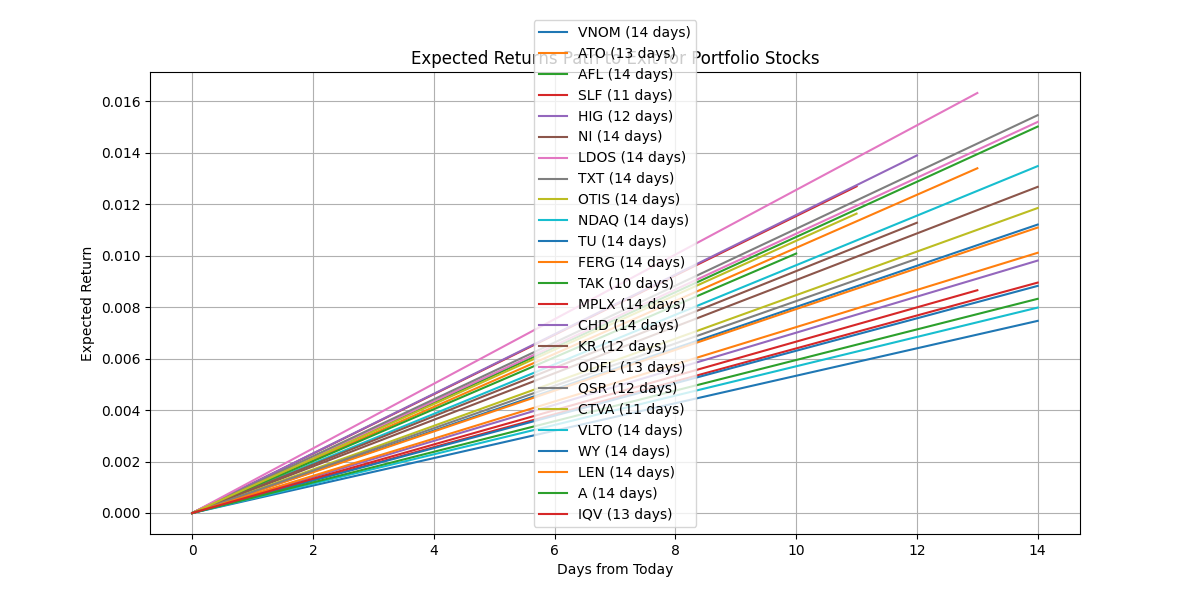 Expected Returns Path to Exit for Portfolio Stocks
VNOM (14 days)
ATO (13 days)
AFL (14 days)
SLF (11 days)
HIG (12 days)
NI (14 days)
LDOS (14 days)
TXT (14 days)
OTIS (14 days)
NDAQ (14 days)
TU (14 days)
FERG (14 days)
TAK (10 days)
MPLX (14 days)
CHD (14 days)
KR (12 days)
ODFL (13 days)
QSR (12 days)
CTVA (11 days)
VLTO (14 days)
WY (14 days)
LEN (14 days)
A (14 days)
IQV (13 days)
Expected Return
0.016
0.014
0.012
0.010
0.008
0.006
0.004
0.002
0.000
0
2
4
6
8
10
12
14
Days from Today